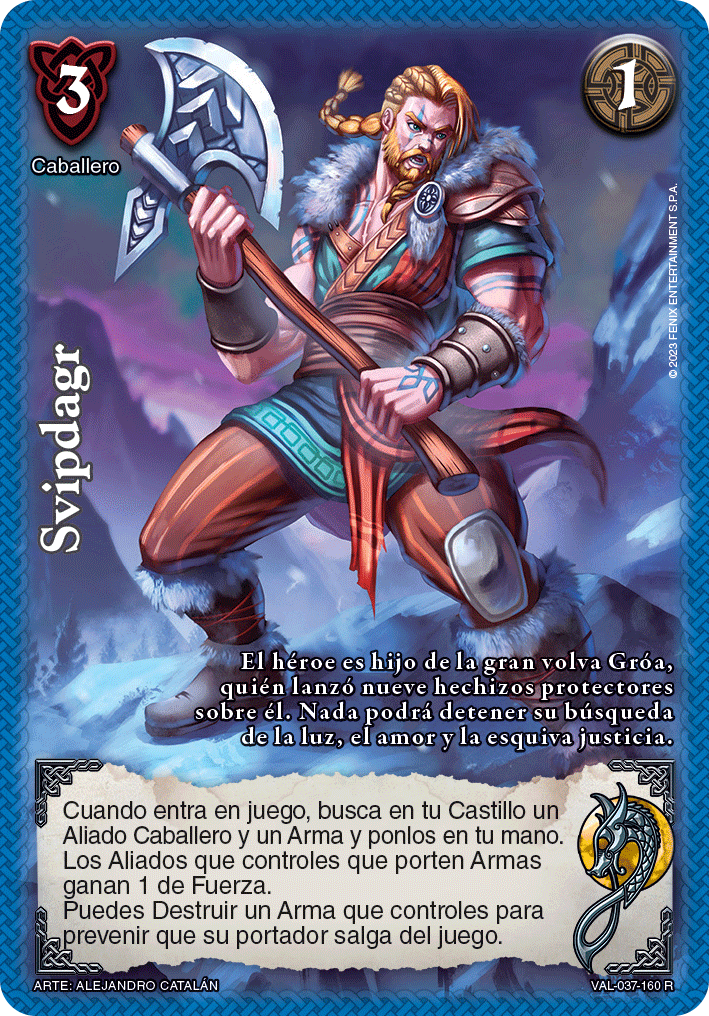 3
1
Caballero
© 2023 FENIX ENTERTAINMENT S.P.A.
Svipdagr
El héroe es hijo de la gran volva Gróa,
quién lanzó nueve hechizos protectores
sobre él. Nada podrá detener su búsqueda
de la luz, el amor y la esquiva justicia.
Cuando entra en juego, busca en tu Castillo un
Aliado Caballero y un Arma y ponlos en tu mano.
Los Aliados que controles que porten Armas
ganan 1 de Fuerza.
Puedes Destruir un Arma que controles para
prevenir que su portador salga del juego.
ARTE: ALEJANDRO CATALÁN
VAL-037-160 R